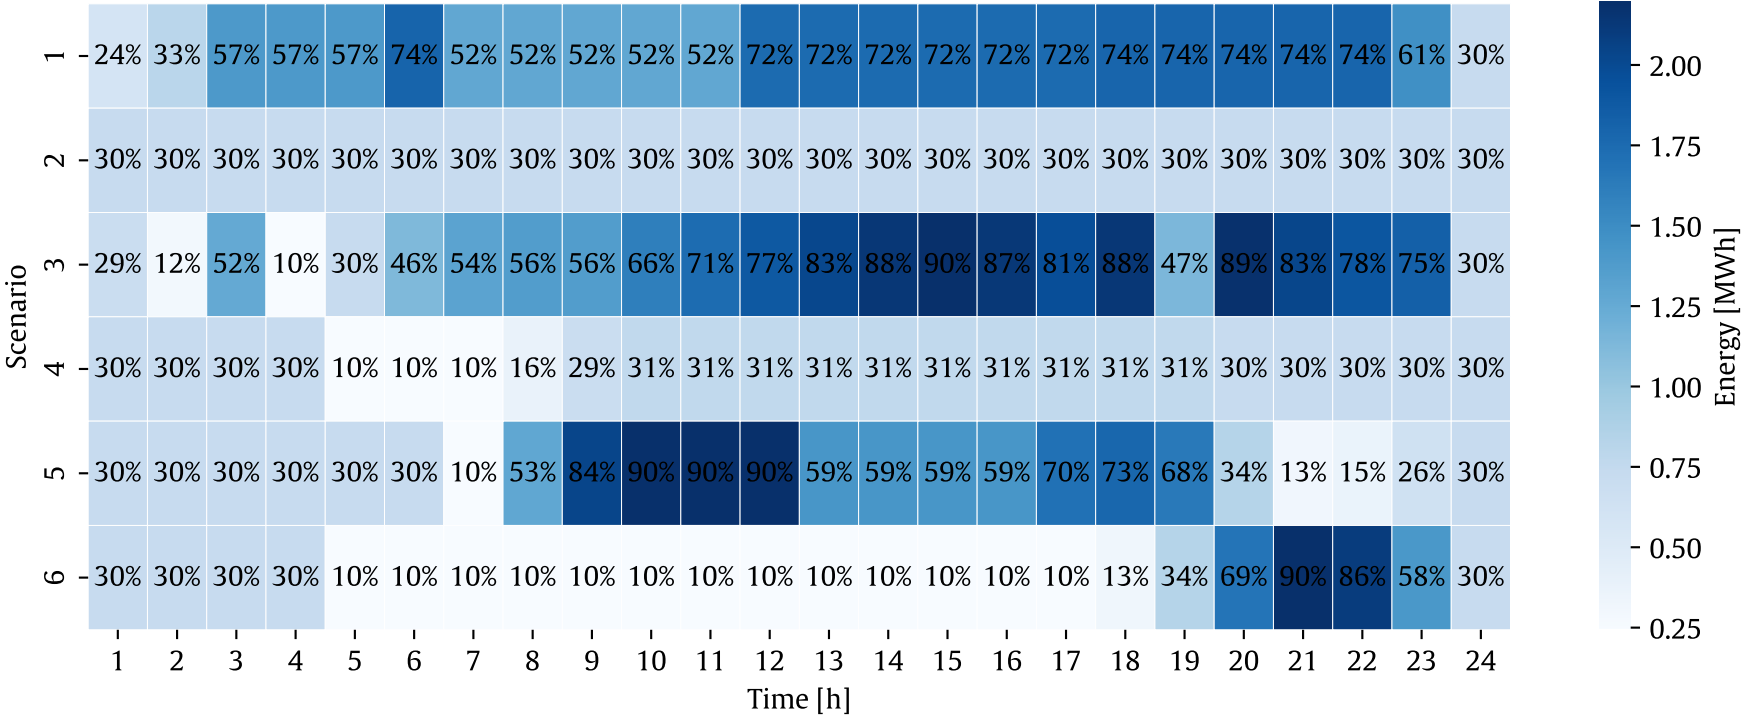 Scenario
1 24% 33% 57% 57% 57% 74% 52% 52% 52% 52% 52% 72% 72% 72% 72% 72% 72% 74% 74% 74% 74% 74% 61% 30%
2 30% 30% 30% 30% 30% 30% 30% 30% 30% 30% 30% 30% 30% 30% 30% 30% 30% 30% 30% 30% 30% 30% 30% 30%
3 29% 12% 52% 10% 30% 46% 54% 56% 56% 66% 71% 77% 83% 88% 90% 87% 81% 88% 47% 89% 83% 78% 75% 30%
4 30% 30% 30% 30% 10% 10% 10% 16% 29% 31% 31% 31% 31% 31% 31% 31% 31% 31% 31% 30% 30% 30% 30% 30%
5 30% 30% 30% 30% 30% 30% 10% 53% 84% 90% 90% 90% 59% 59% 59% 59% 70% 73% 68% 34% 13% 15% 26% 30%
6 30% 30% 30% 30% 10% 10% 10% 10% 10% 10% 10% 10% 10% 10% 10% 10% 10% 13% 34% 69% 90% 86% 58% 30%
1 2 3 4 5 6 7 8 9 10 11 12 13 14 15 16 17 18 19 20 21 22 23 24
Time [h]
2.00
1.75
1.50
1.25
1.00
0.75
0.50
0.25
Energy [MWh]